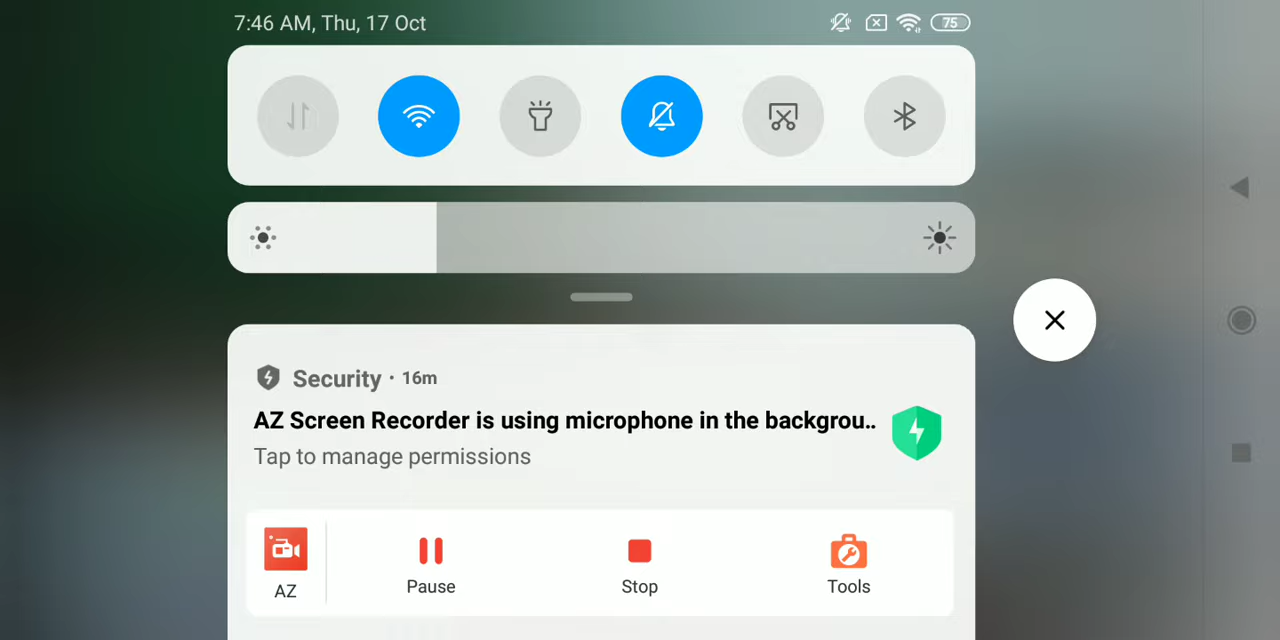 7:46 AM, Thu, 17 Oct
75
Security · 16m
AZ Screen Recorder is using microphone in the backgrou..
Tap to manage permissions
AZ
Pause
Stop
Tools